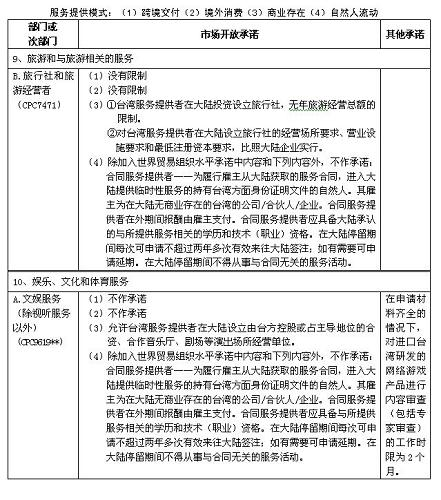 服务提供模式：（1）跨境交付（2）境外消费（3）商业存在（4）自然人流动
部门或
次部门
市场开放承诺
其他承诺
9、旅游和与旅游相关的服务
B.旅行社和旅
游经营者
（CPC7471）
（1）没有限制
（2）没有限制
（3）①台湾服务提供者在大陆投资设立旅行社，无年旅游经营总额的
限制。
②对台湾服务提供者在大陆设立旅行社的经营场所要求、营业设
施要求和最低注册资本要求，比照大陆企业实行。
（4）除加入世界贸易组织水平承诺中内容和下列内容外，不作承诺：
合同服务提供者——为履行雇主从大陆获取的服务合同，进入大
陆提供临时性服务的持有台湾方面身份证明文件的自然人。其雇
主为在大陆无商业存在的台湾的公司/合伙人/企业。合同服务提
供者在外期间报酬由雇主支付。合同服务提供者应具备大陆承认
的与所提供服务相关的学历和技术（职业）资格。在大陆停留期
间每次可申请不超过两年多次有效来往大陆签注；如有需要可申
请延期。在大陆停留期间不得从事与合同无关的服务活动。
10、娱乐、文化和体育服务
A.文娱服务
（除视听服务
以外）
（CPC9619**）
（1）不作承诺
（2）不作承诺
（3）允许台湾服务提供者在大陆设立由台方控股或占主导地位的合
资、合作音乐厅、剧场等演出场所经营单位。
（4）除加入世界贸易组织水平承诺中内容和下列内容外，不作承诺：
合同服务提供者——为履行雇主从大陆获取的服务合同，进入大
陆提供临时性服务的持有台湾方面身份证明文件的自然人。其雇
主为在大陆无商业存在的台湾的公司/合伙人/企业。合同服务提
供者在外期间报酬由雇主支付。合同服务提供者应具备与所提供
服务相关的学历和技术（职业）资格。在大陆停留期间每次可申
请不超过两年多次有效来往大陆签注；如有需要可申请延期。在
大陆停留期间不得从事与合同无关的服务活动。
在申请材
料齐全的
情况下，
对进口台
湾研发的
网络游戏
产品进行
内容审查
（包括专
家审查）
的工作时
限为2个
月。